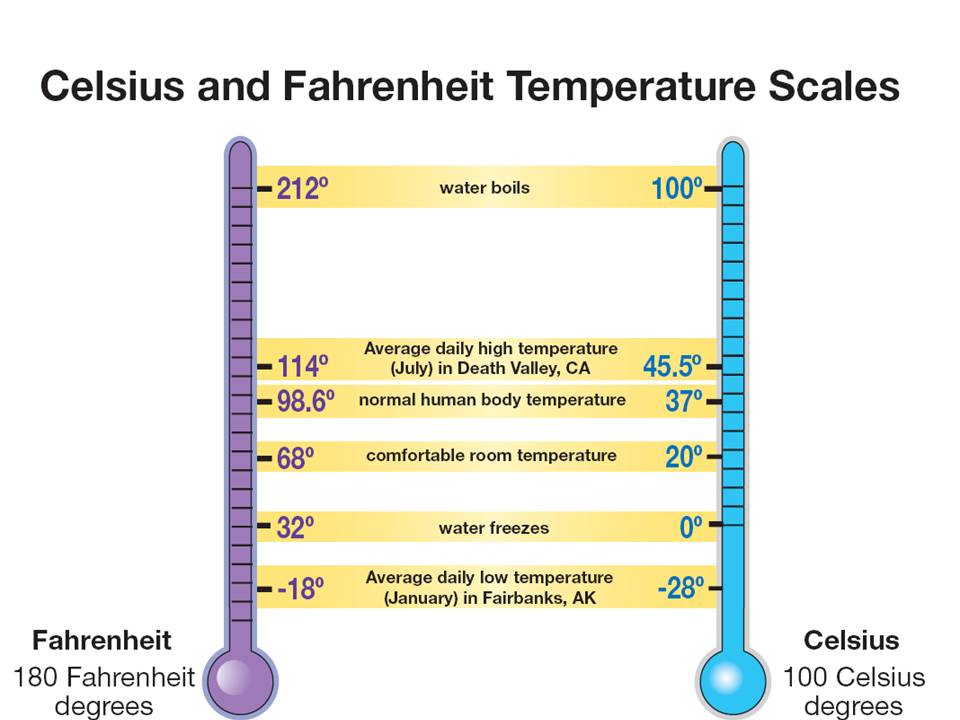 Celsius and Fahrenheit Temperature Scales
212º water boils 100º
Average daily high temperature
114º (July) in Death Valley, CA 45.5º
98.6º normal human body temperature 37º
68º comfortable room temperature 20º
32º water freezes 0º
Average daily low temperature
-18º (January) in Fairbanks, AK -28º
Fahrenheit
180 Fahrenheit
degrees
Celsius
100 Celsius
degrees